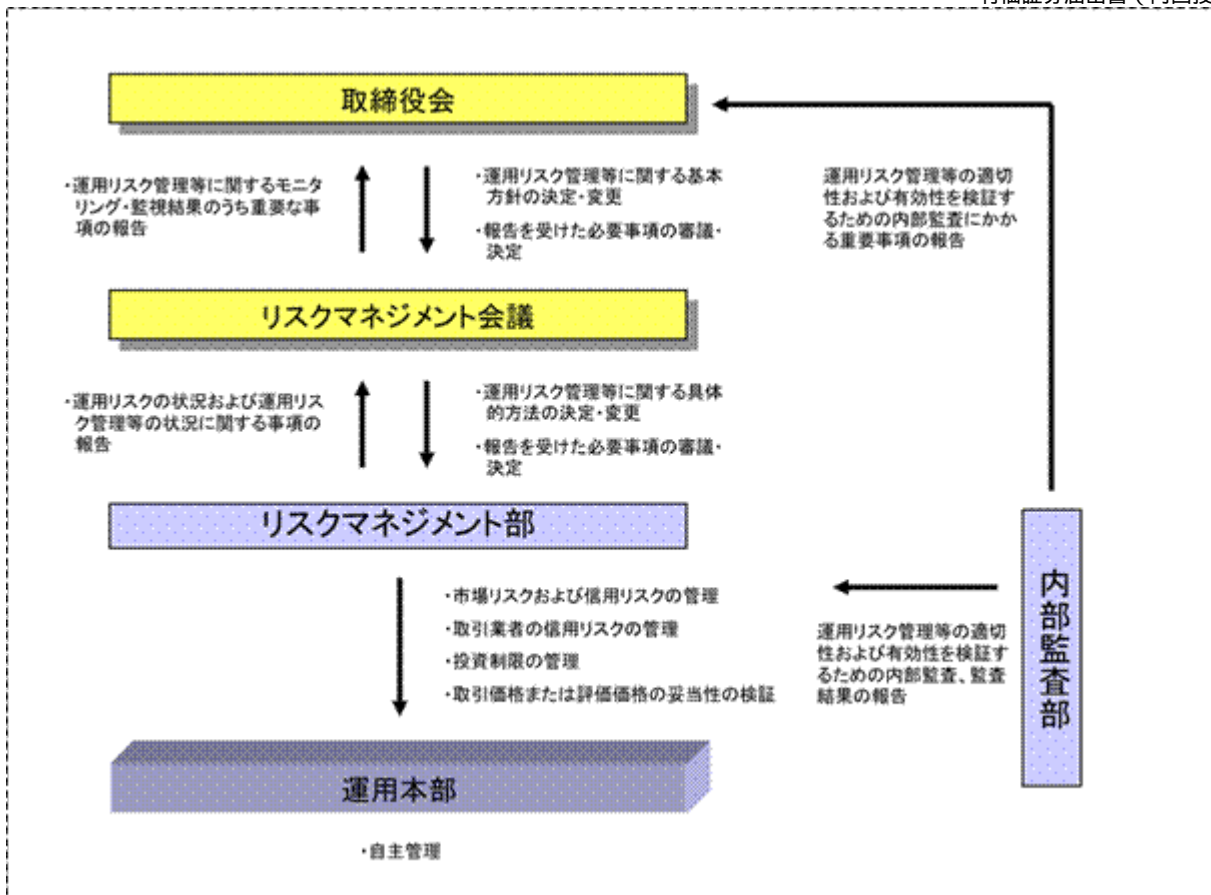 取締役会
・運用リスク管理等に関するモニタ
リング・監視結果のうち重要な事
項の報告
・運用リスク管理等に関する基本
方針の決定・変更
・報告を受けた必要事項の審議・
決定
運用リスク管理等の適切
性および有効性を検証す
るための内部監査にかか
る重要事項の報告
リスクマネジメント会議
・運用リスクの状況および運用リス
ク管理等の状況に関する事項の
報告
・運用リスク管理等に関する具体
的方法の決定・変更
・報告を受けた必要事項の審議・
決定
リスクマネジメント部
・市場リスクおよび信用リスクの管理
・取引業者の信用リスクの管理
・投資制限の管理
・取引価格または評価価格の妥当性の検証
運用リスク管理等の適切
性および有効性を検証す
るための内部監査、監査
結果の報告
内部監査部
運用本部
・自主管理